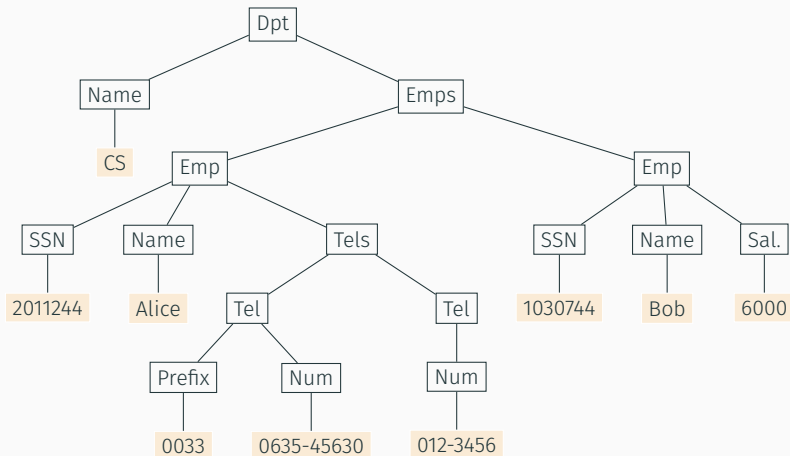 Dpt
Name Emps
CS Emp Emp
SSN Name Tels SSN Name Sal.
2011244 Alice Tel Tel 1030744 Bob 6000
Prefix Num Num
0033 0635-45630 012-3456